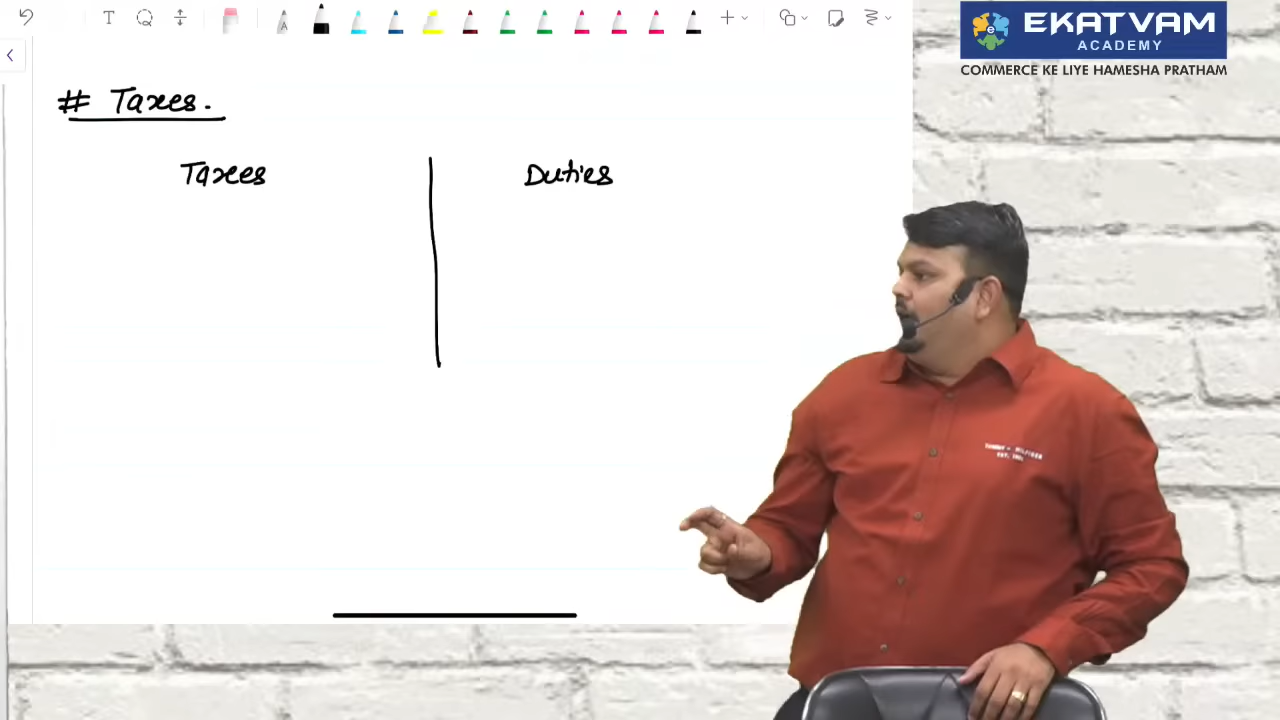 EKATVAM
ACADEMY
COMMERCE KE LIYE HAMESHA PRATHAM
# Taxes.
Taxes
Duties